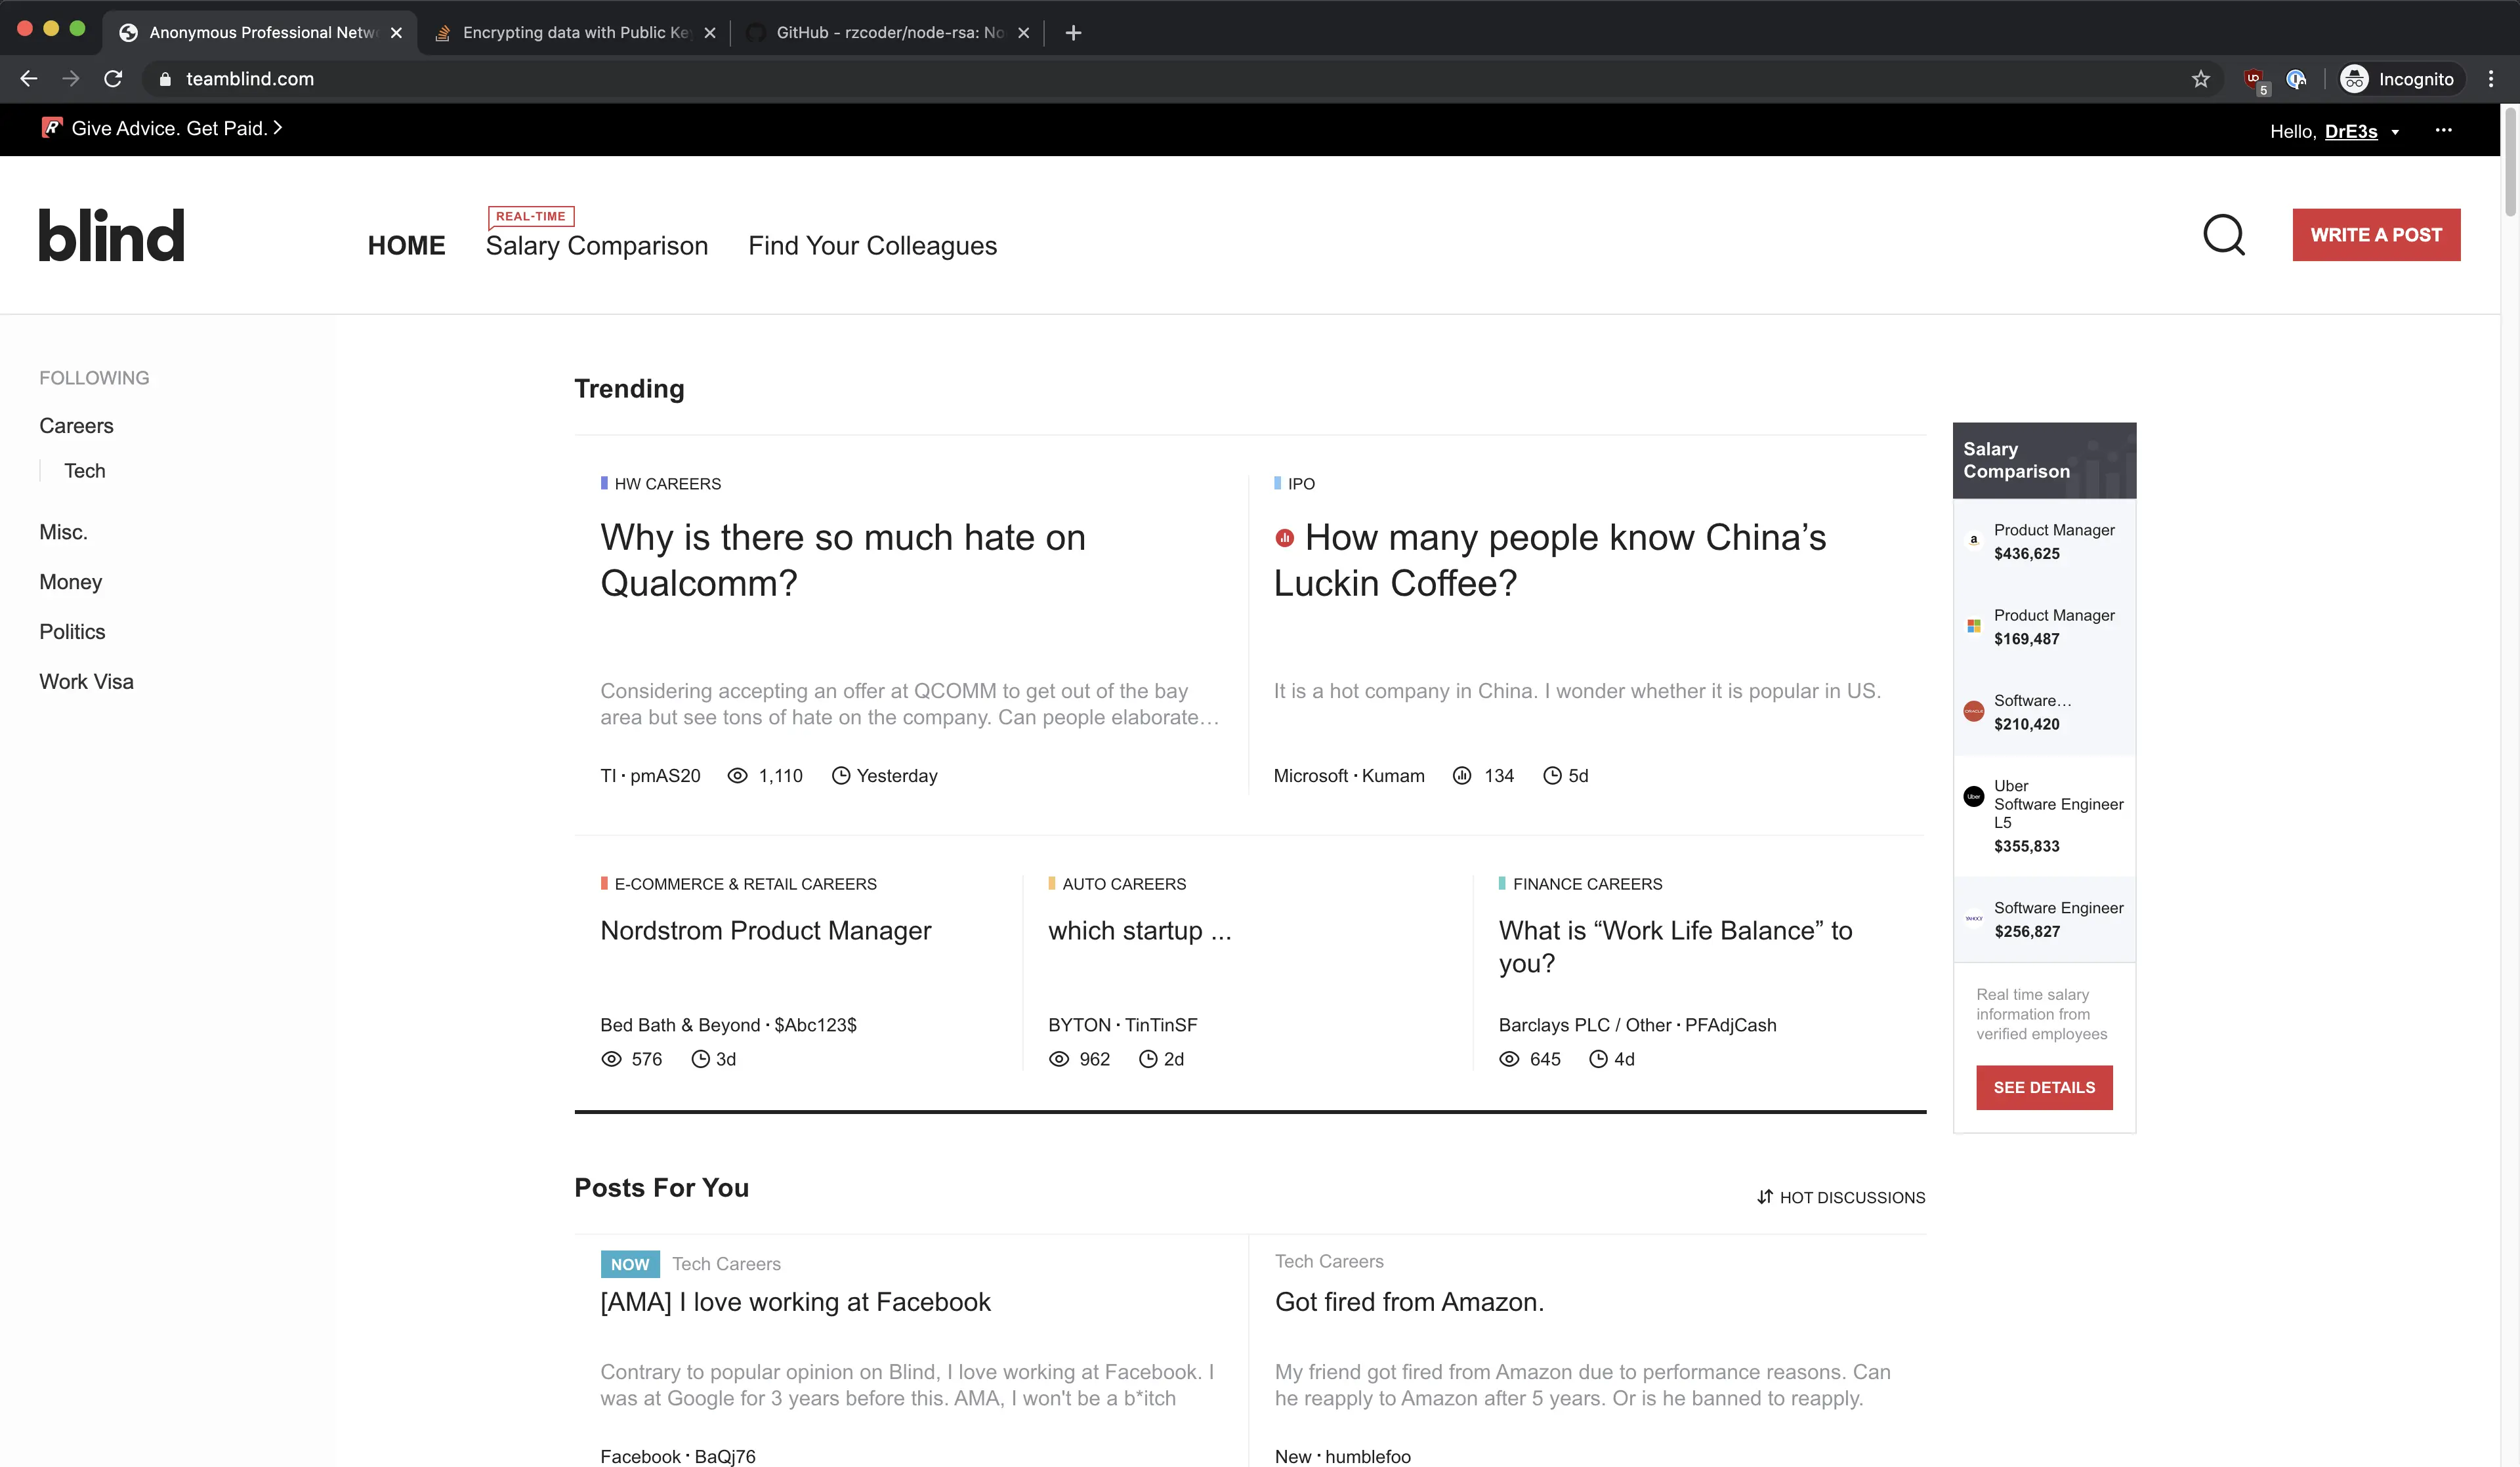 Anonymous Professional Netw
Encrypting data with Public Ke
GitHub - rzcoder/node-rsa: No
teamblind.com
5
Incognito
Give Advice. Get Paid.
Hello, DrE3s
blind
HOME
REAL-TIME
Salary Comparison
Find Your Colleagues
WRITE A POST
FOLLOWING
Careers
Tech
Misc.
Money
Politics
Work Visa
Trending
HW CAREERS
Why is there so much hate on
Qualcomm?
Considering accepting an offer at QCOMM to get out of the bay
area but see tons of hate on the company. Can people elaborate…
TI · pmAS20 1,110 Yesterday
IPO
How many people know China’s
Luckin Coffee?
It is a hot company in China. I wonder whether it is popular in US.
Microsoft · Kumam 134 5d
E-COMMERCE & RETAIL CAREERS
Nordstrom Product Manager
Bed Bath & Beyond · $Abc123$
576 3d
AUTO CAREERS
which startup ...
BYTON · TinTinSF
962 2d
FINANCE CAREERS
What is “Work Life Balance” to
you?
Barclays PLC / Other · PFAdjCash
645 4d
Salary
Comparison
Product Manager
$436,625
Product Manager
$169,487
ORACLE
Software…
$210,420
Uber
Uber
Software Engineer
L5
$355,833
YAHOO!
Software Engineer
$256,827
Real time salary
information from
verified employees
SEE DETAILS
Posts For You
HOT DISCUSSIONS
NOW Tech Careers
[AMA] I love working at Facebook
Contrary to popular opinion on Blind, I love working at Facebook. I
was at Google for 3 years before this. AMA, I won't be a b*itch
Facebook · BaQj76
Tech Careers
Got fired from Amazon.
My friend got fired from Amazon due to performance reasons. Can
he reapply to Amazon after 5 years. Or is he banned to reapply.
New · humblefoo